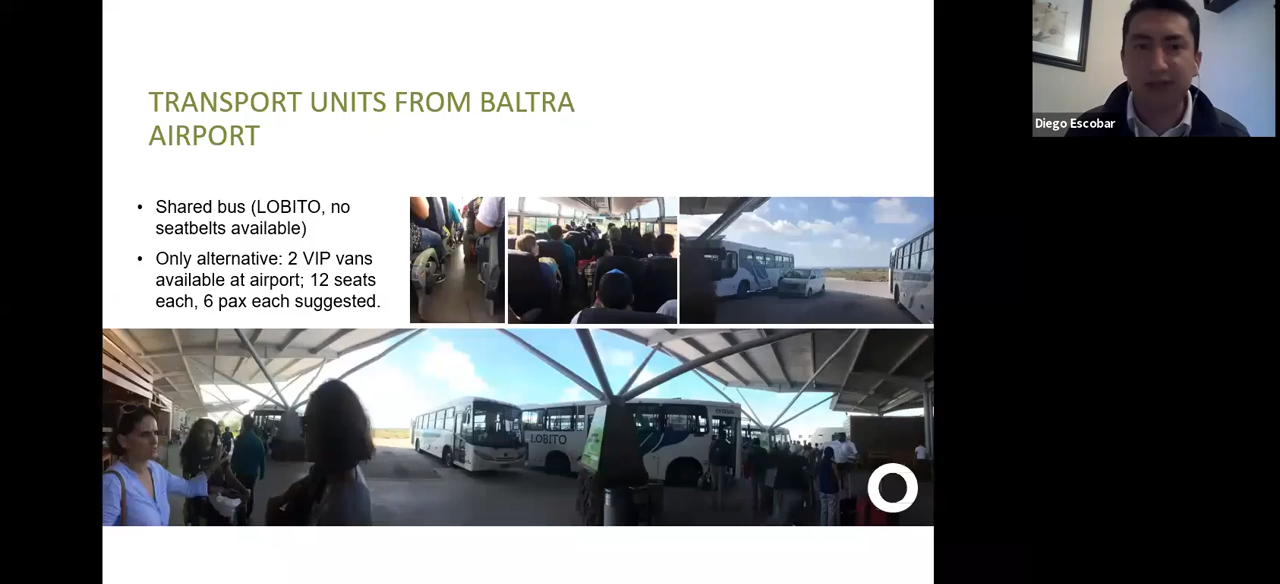 TRANSPORT UNITS FROM BALTRA
AIRPORT
• Shared bus (LOBITO, no
seatbelts available)
• Only alternative: 2 VIP vans
available at airport; 12 seats
each, 6 pax each suggested.
LOBITO
Diego Escobar